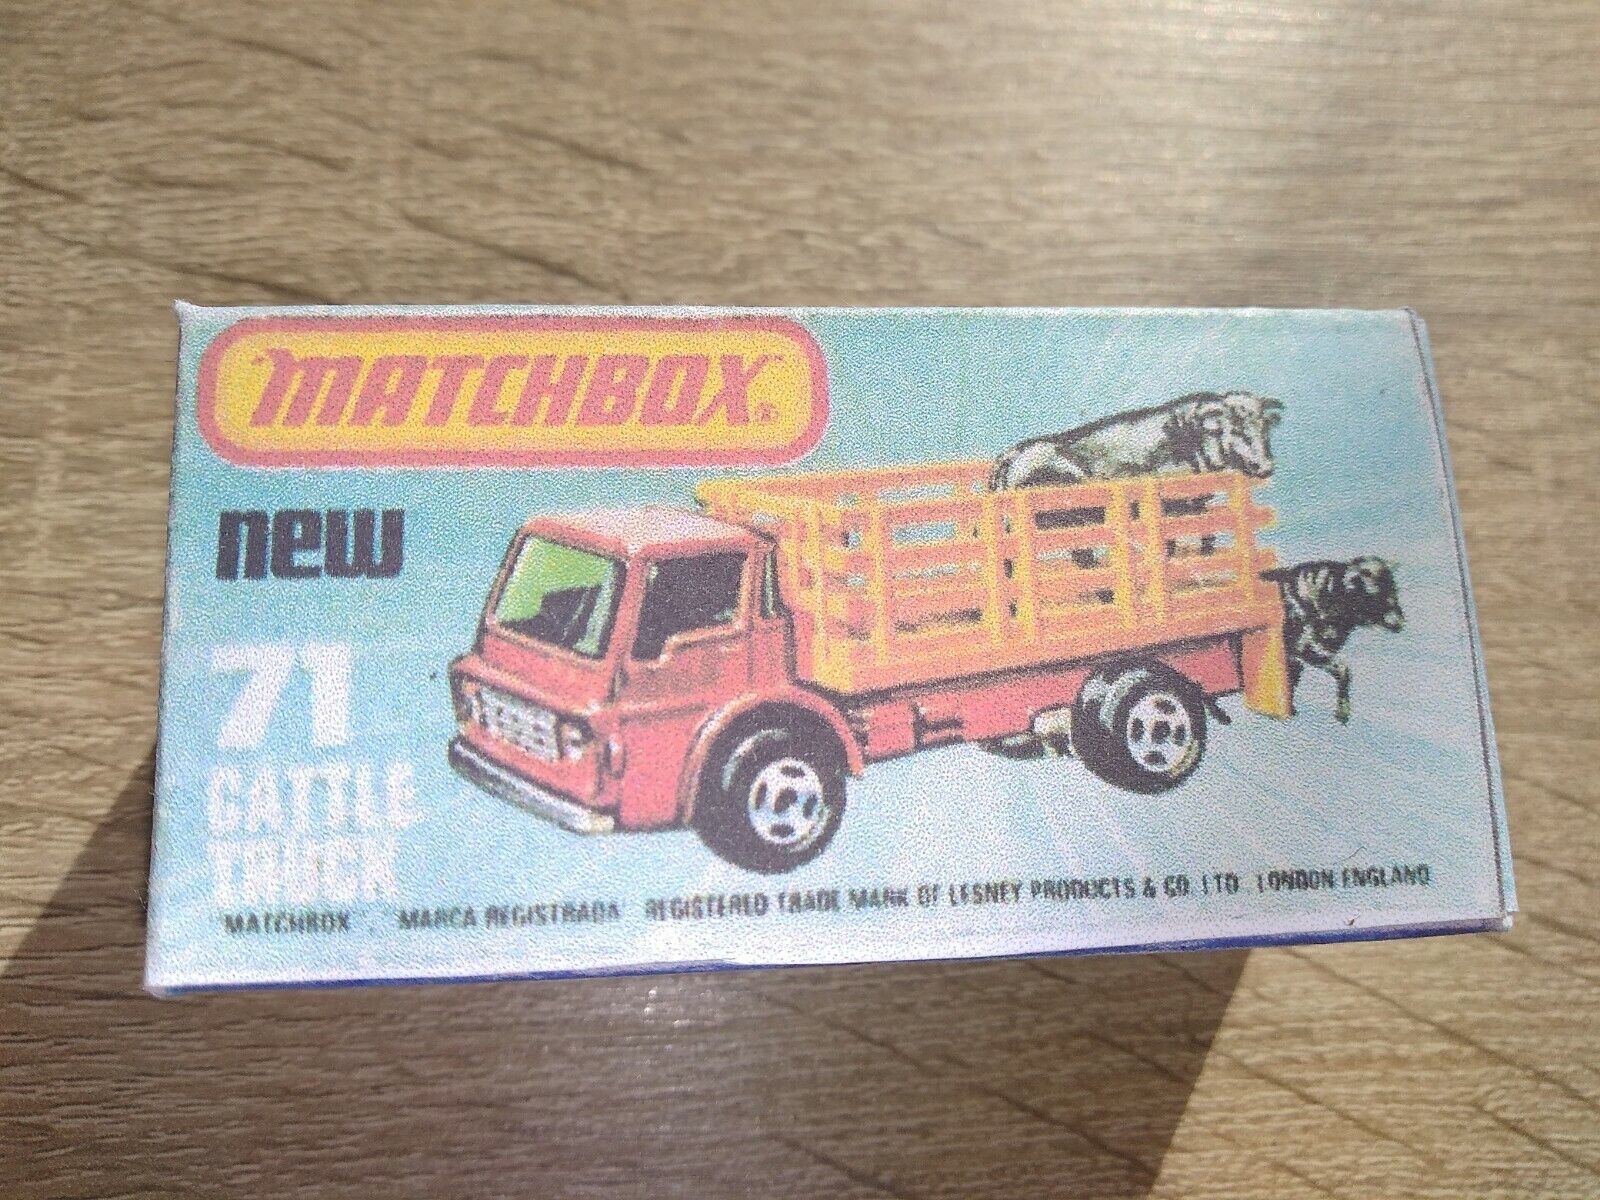 MATCHBOX®
new
71
CATTLE
TRUCK
MATCHBOX . MARCA REGISTRADA REGISTERED TRADE MARK OF LESNEY PRODUCTS & CO. LTD. LONDON ENGLAND